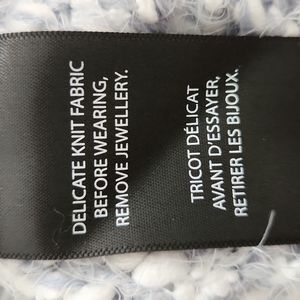 DELICATE KNIT FABRIC
BEFORE WEARING,
REMOVE JEWELLERY.
TRICOT DÉLICAT
AVANT D'ESSAYER,
RETIRER LES BIJOUX.